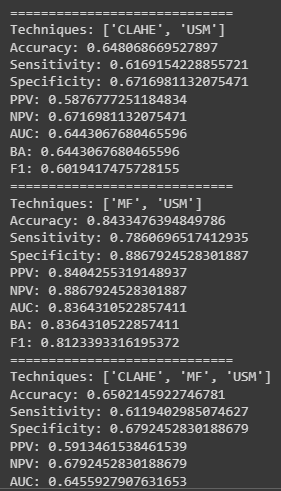 ============================
Techniques: ['CLAHE', 'USM']
Accuracy: 0.648068669527897
Sensitivity: 0.6169154228855721
Specificity: 0.6716981132075471
PPV: 0.5876777251184834
NPV: 0.6716981132075471
AUC: 0.6443067680465596
BA: 0.6443067680465596
F1: 0.6019417475728155
============================
Techniques: ['MF', 'USM']
Accuracy: 0.8433476394849786
Sensitivity: 0.7860696517412935
Specificity: 0.8867924528301887
PPV: 0.8404255319148937
NPV: 0.8867924528301887
AUC: 0.8364310522857411
BA: 0.8364310522857411
F1: 0.8123393316195372
============================
Techniques: ['CLAHE', 'MF', 'USM']
Accuracy: 0.6502145922746781
Sensitivity: 0.6119402985074627
Specificity: 0.6792452830188679
PPV: 0.5913461538461539
NPV: 0.6792452830188679
AUC: 0.6455927907631653